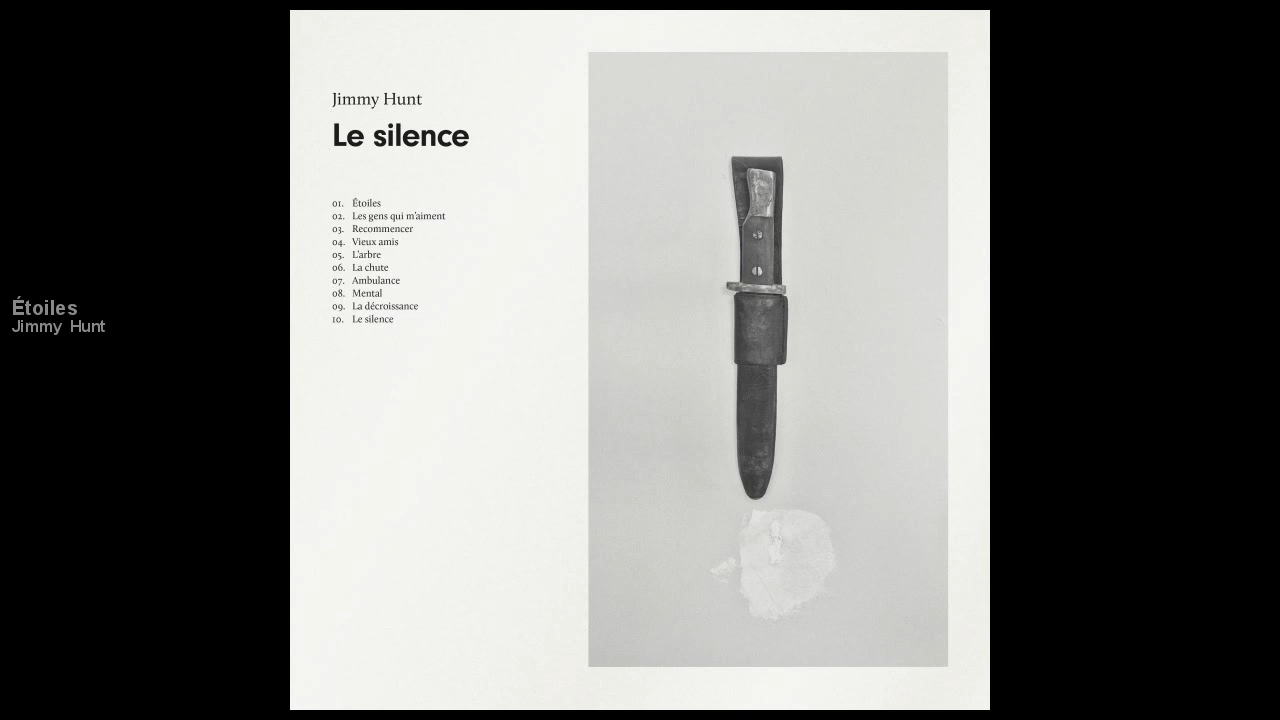 Étoiles
Jimmy Hunt
Jimmy Hunt
Le silence
01. Étoiles
02. Les gens qui m'aiment
03. Recommencer
04. Vieux amis
05. L'arbre
06. La chute
07. Ambulance
08. Mental
09. La décroissance
10. Le silence